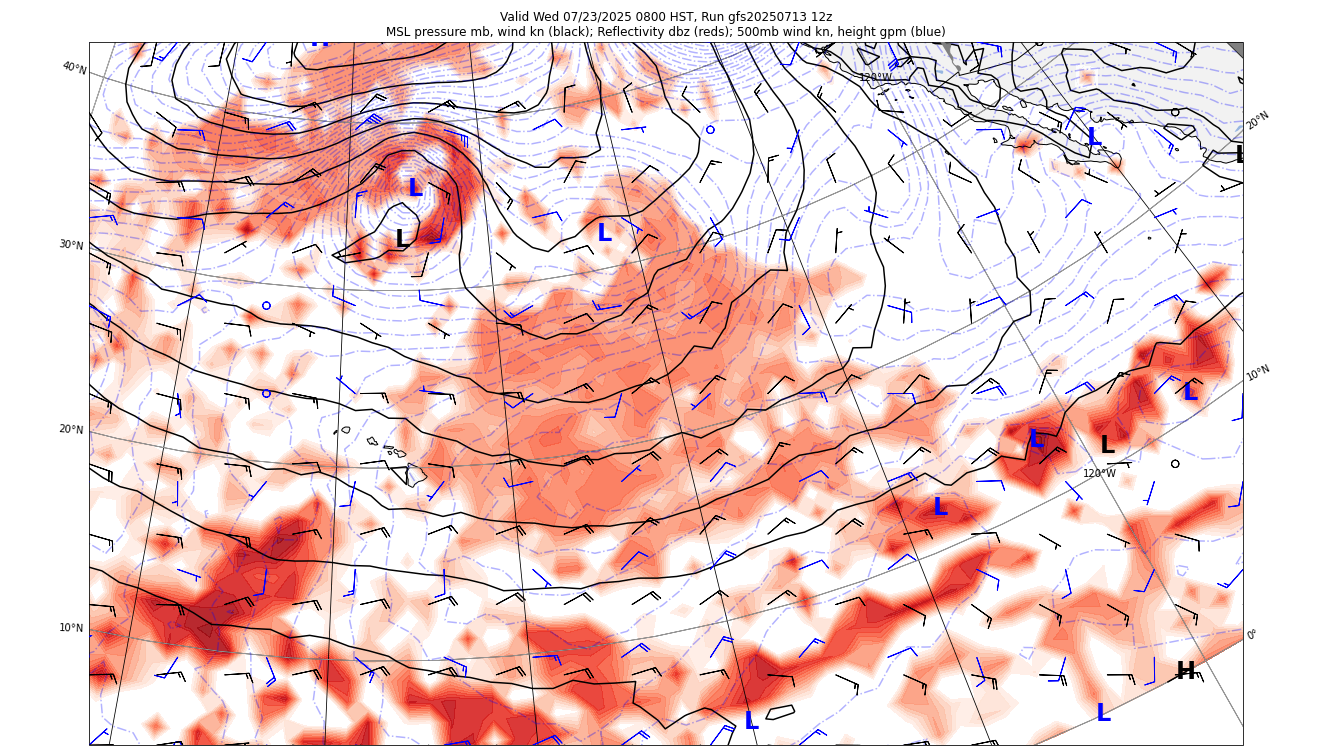 Valid Wed 07/23/2025 0800 HST, Run gfs20250713 12z
MSL pressure mb, wind kn (black); Reflectivity dbz (reds); 500mb wind kn, height gpm (blue)
H
40°N
120°W
20°N
L
L
L
L
L
30°N
10°N
L
20°N
L
L
120°W
L
10°N
0°
H
L
L